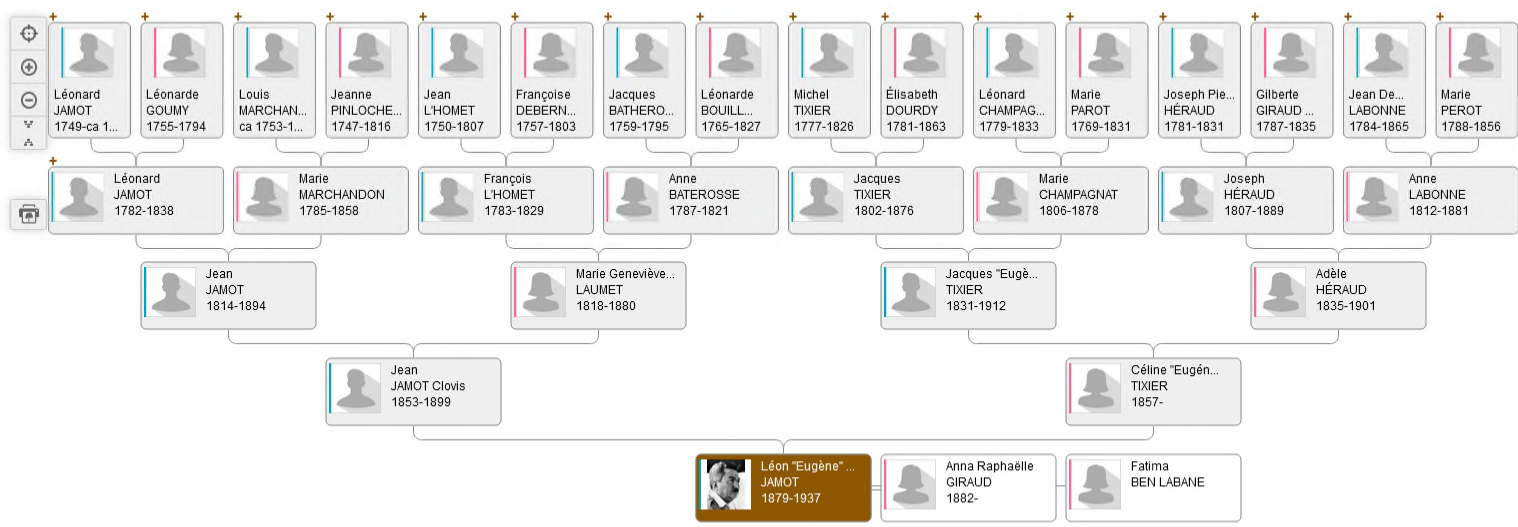 Léonard
JAMOT
1749-ca 1...
Léonarde
GOUMY
1755-1794
Louis
MARCHAN...
ca 1753-1...
Jeanne
PINLOCHE...
1747-1816
Jean
L'HOMET
1750-1807
Françoise
DEBERN...
1757-1803
Jacques
BATHERO...
1759-1795
Léonarde
BOUILL...
1765-1827
Michel
TIXIER
1777-1826
Élisabeth
DOURDY
1781-1863
Léonard
CHAMPAG...
1779-1833
Marie
PAROT
1769-1831
Joseph Pie...
HÉRAUD
1781-1831
Gilberte
GIRAUD ...
1787-1835
Jean De...
LABONNE
1784-1865
Marie
PEROT
1788-1856
Léonard
JAMOT
1782-1838
Marie
MARCHANDON
1785-1858
François
L'HOMET
1783-1829
Anne
BATEROSSE
1787-1821
Jacques
TIXIER
1802-1876
Marie
CHAMPAGNAT
1806-1878
Joseph
HÉRAUD
1807-1889
Anne
LABONNE
1812-1881
Jean
JAMOT
1814-1894
Marie Geneviève...
LAUMET
1818-1880
Jacques "Eugè...
TIXIER
1831-1912
Adèle
HÉRAUD
1835-1901
Jean
JAMOT Clovis
1853-1899
Céline "Eugén...
TIXIER
1857-
Léon "Eugène" ...
JAMOT
1879-1937
Anna Raphaëlle
GIRAUD
1882-
Fatima
BEN LABANE